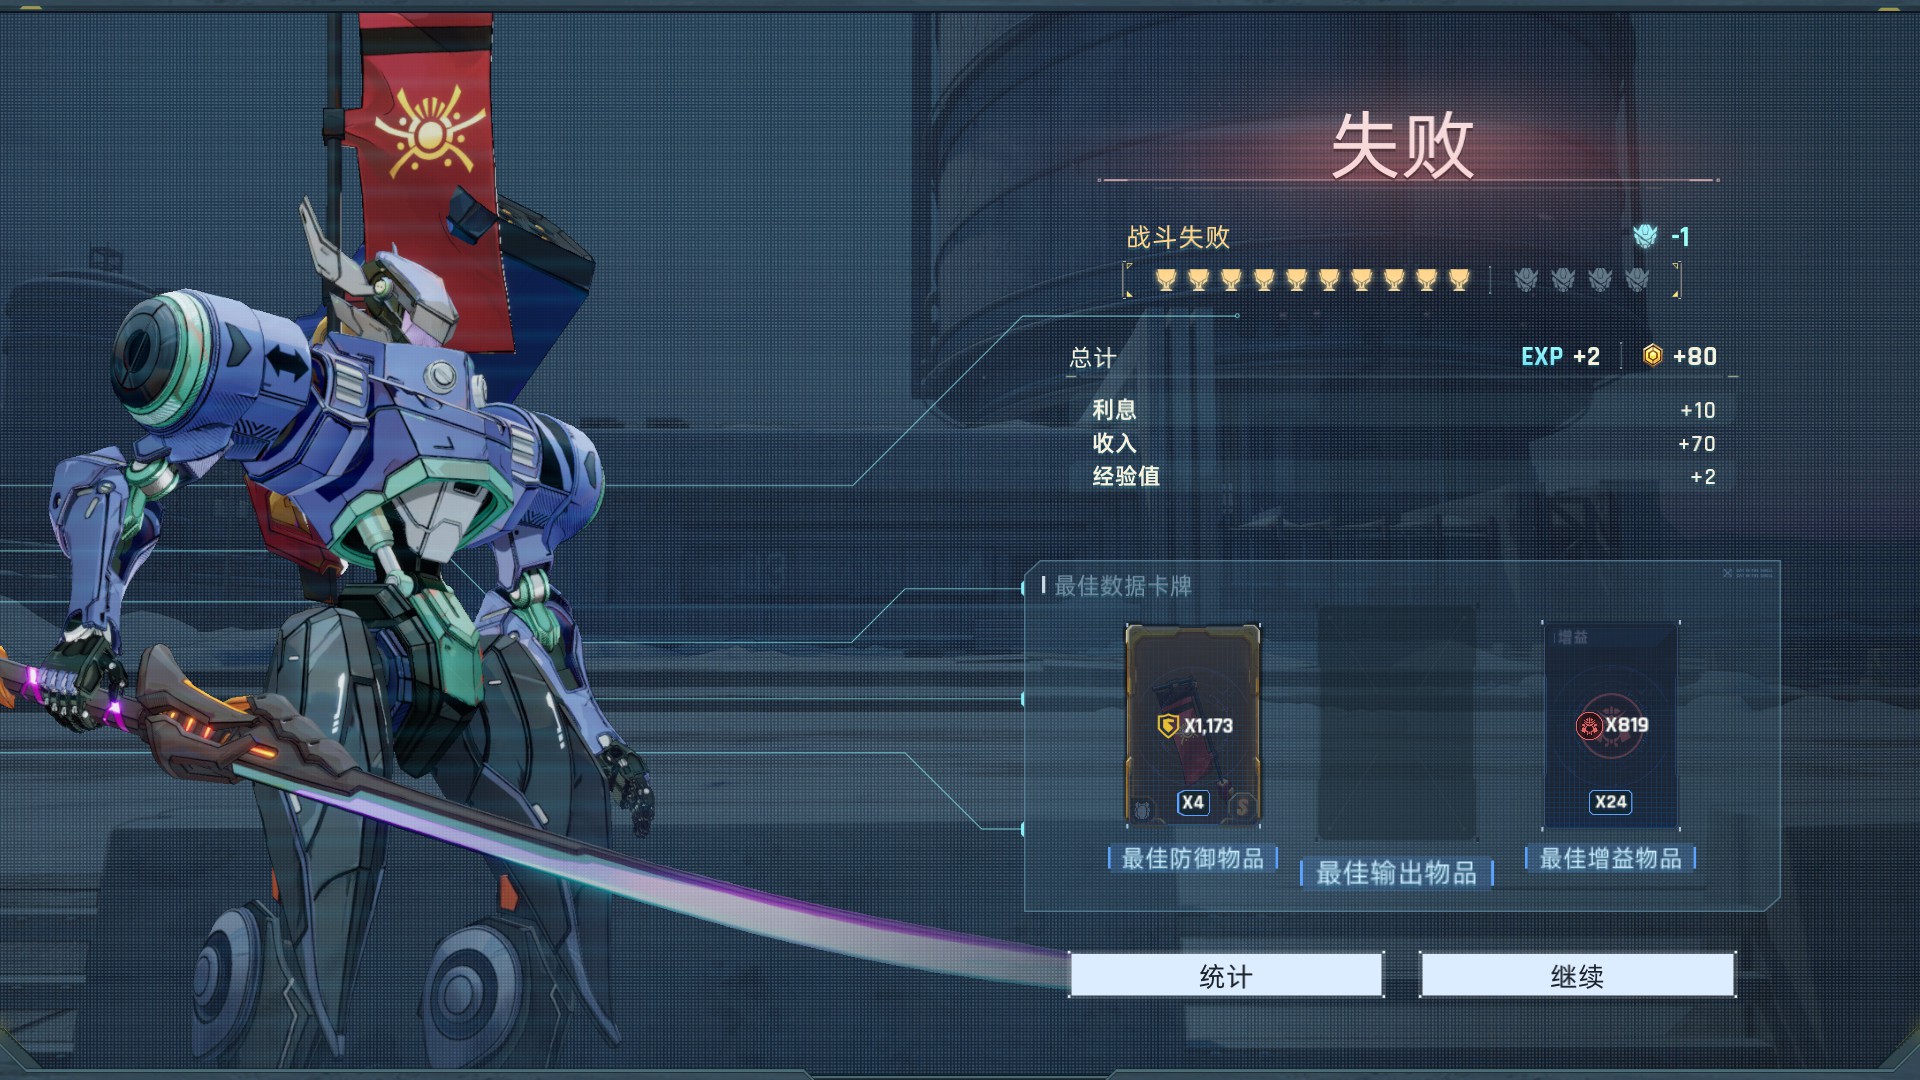 失败
战斗失败 -1
总计 EXP +2 +80
利息 +10
收入 +70
经验值 +2
最佳数据卡牌
增益
X1,173 X819
X4 S X24
最佳防御物品 最佳输出物品 最佳增益物品
统计 继续